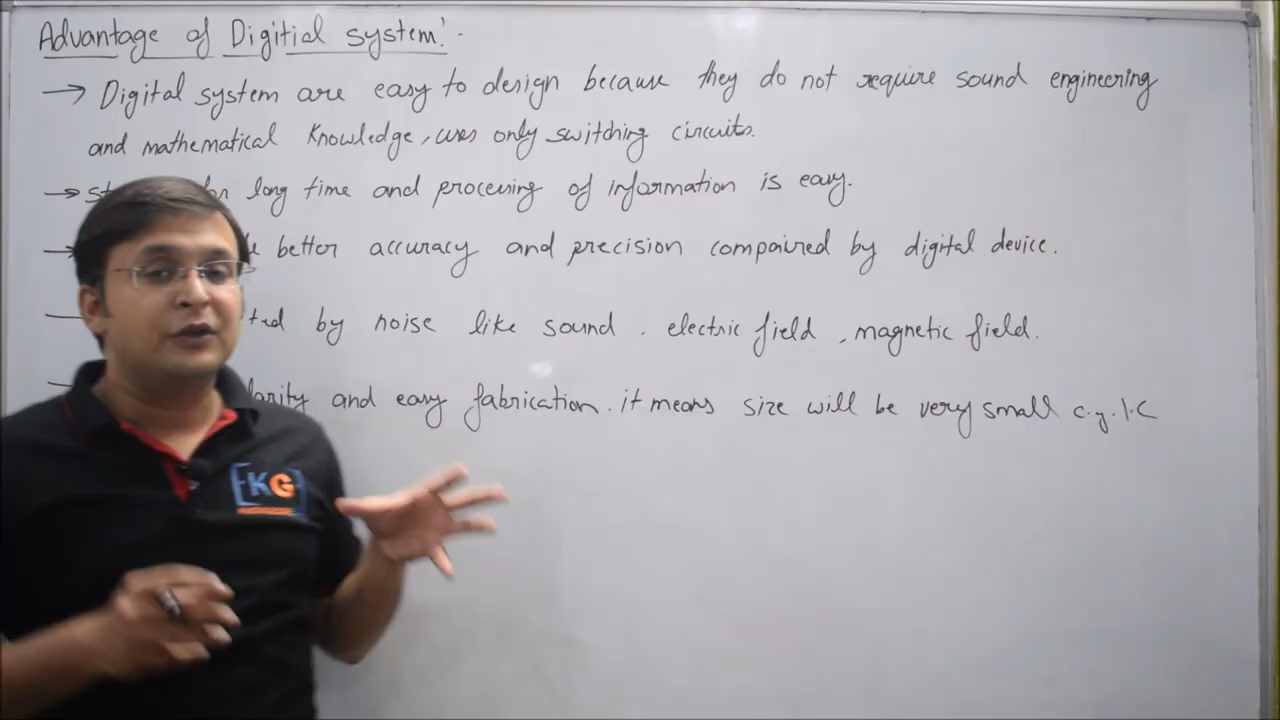 Advantage of Digitial system:-
→ Digital system are easy to design because they do not require sound engineering
and mathematical knowledge, uses only switching circuits.
→ long time and processing of information is easy.
→ better accuracy and precision compaired by digital device.
by noise like sound, electric field, magnetic field.
and easy fabrication. it means size will be very small e.g. I.C
KG